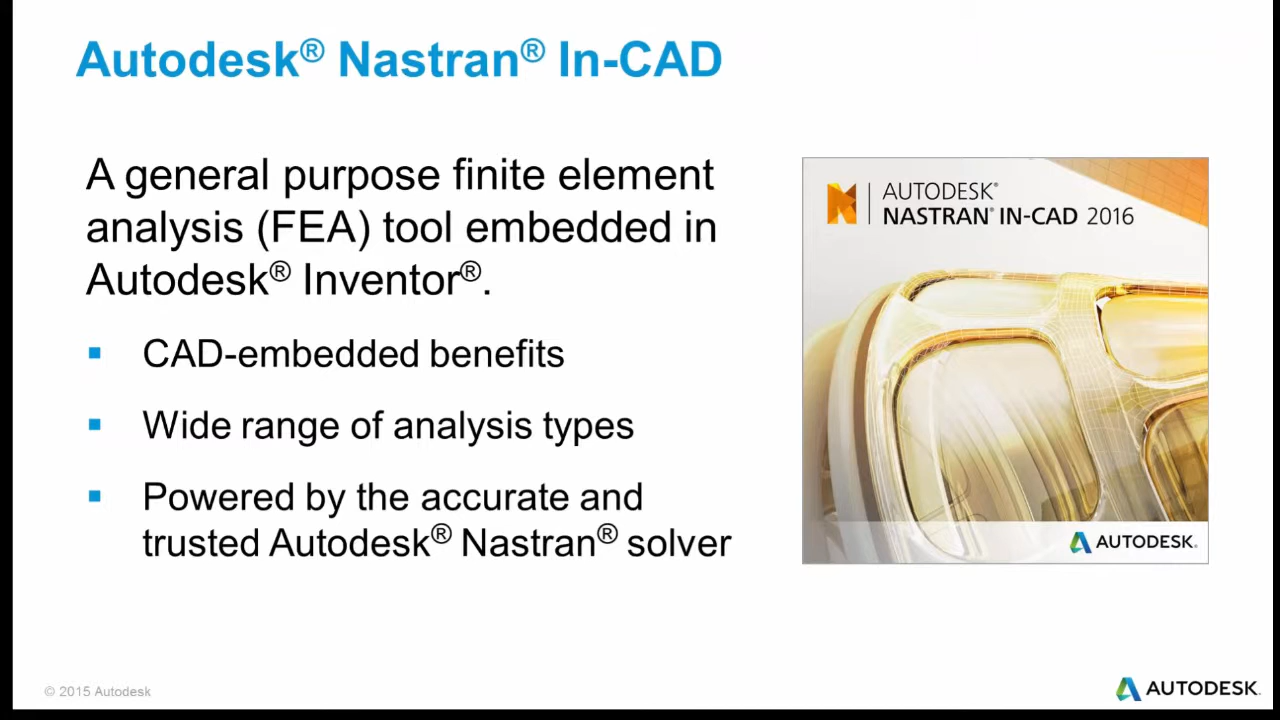 Autodesk® Nastran® In-CAD
A general purpose finite element
analysis (FEA) tool embedded in
Autodesk® Inventor®.
▪ CAD-embedded benefits
▪ Wide range of analysis types
▪ Powered by the accurate and
trusted Autodesk® Nastran® solver
AUTODESK®
NASTRAN® IN-CAD 2016
AUTODESK.
© 2015 Autodesk
AUTODESK.